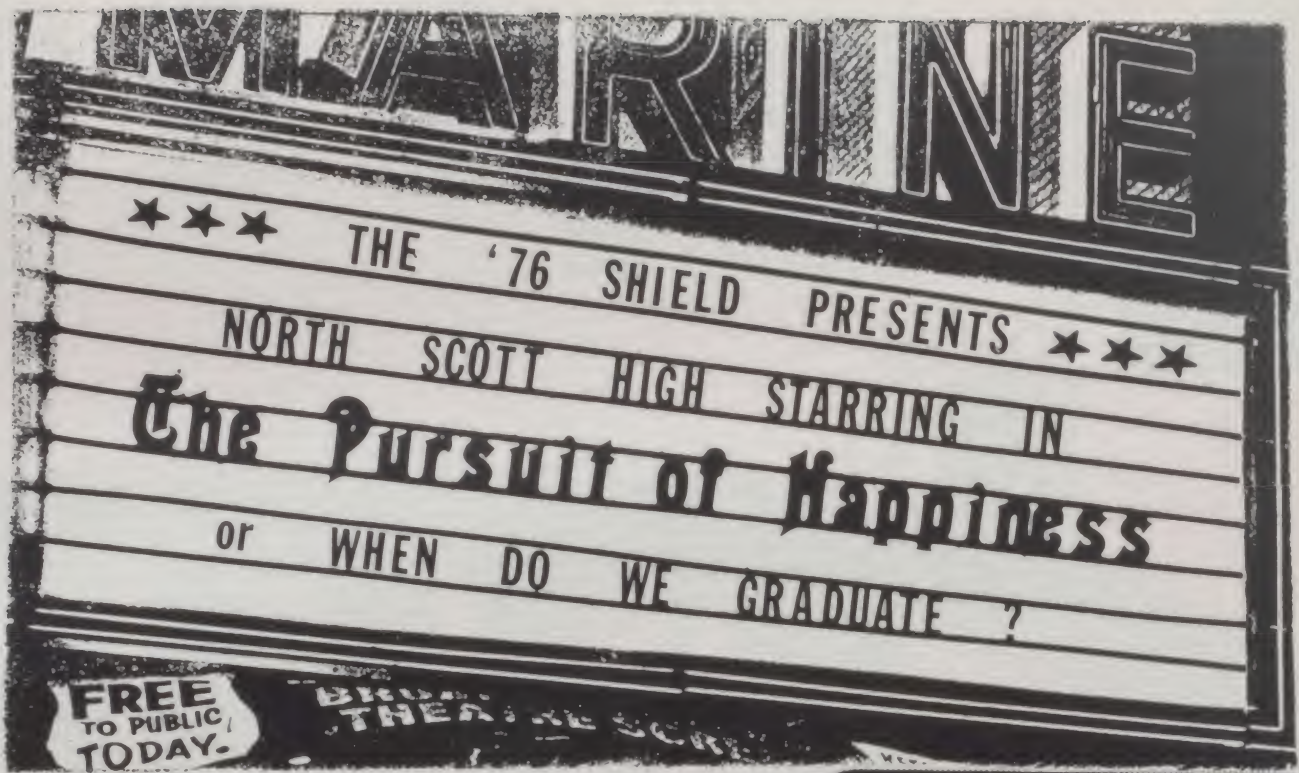 MARINE
★★★ THE '76 SHIELD PRESENTS ★★★
NORTH SCOTT HIGH STARRING IN
The Pursuit of Happiness
or WHEN DO WE GRADUATE ?
FREE
TO PUBLIC
TODAY.
THEATRE